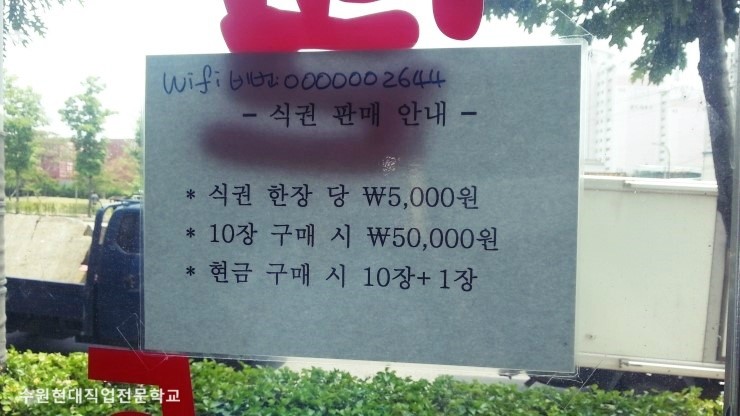 wifi 비번 0000002644
- 식권 판매 안내 -
* 식권 한장 당 ₩5,000원
* 10장 구매 시 ₩50,000원
* 현금 구매 시 10장+ 1장
수원현대직업전문학교